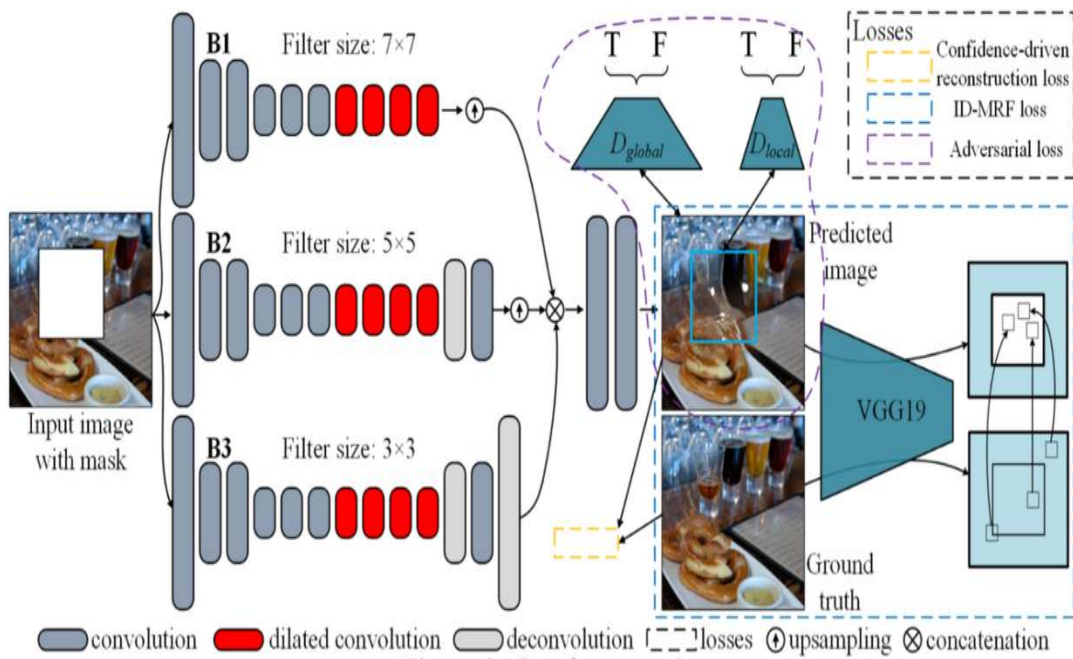 B1
Filter size: 7×7
B2
Filter size: 5×5
B3
Filter size: 3×3
Input image
with mask
T F
T F
D_global
D_local
Losses
Confidence-driven
reconstruction loss
ID-MRF loss
Adversarial loss
Predicted
image
VGG19
Ground
truth
convolution dilated convolution deconvolution losses upsampling concatenation